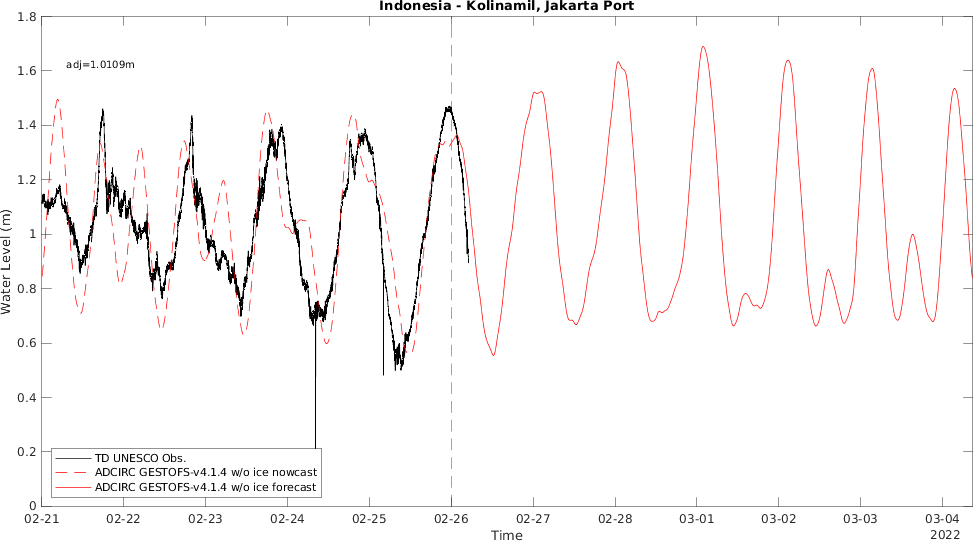 Indonesia - Kolinamil, Jakarta Port
adj=1.0109m
Water Level (m)
1.8
1.6
1.4
1.2
1
0.8
0.6
0.4
0.2
0
TD UNESCO Obs.
ADCIRC GESTOFS-v4.1.4 w/o ice nowcast
ADCIRC GESTOFS-v4.1.4 w/o ice forecast
02-21 02-22 02-23 02-24 02-25 02-26 02-27 02-28 03-01 03-02 03-03 03-04
Time
2022